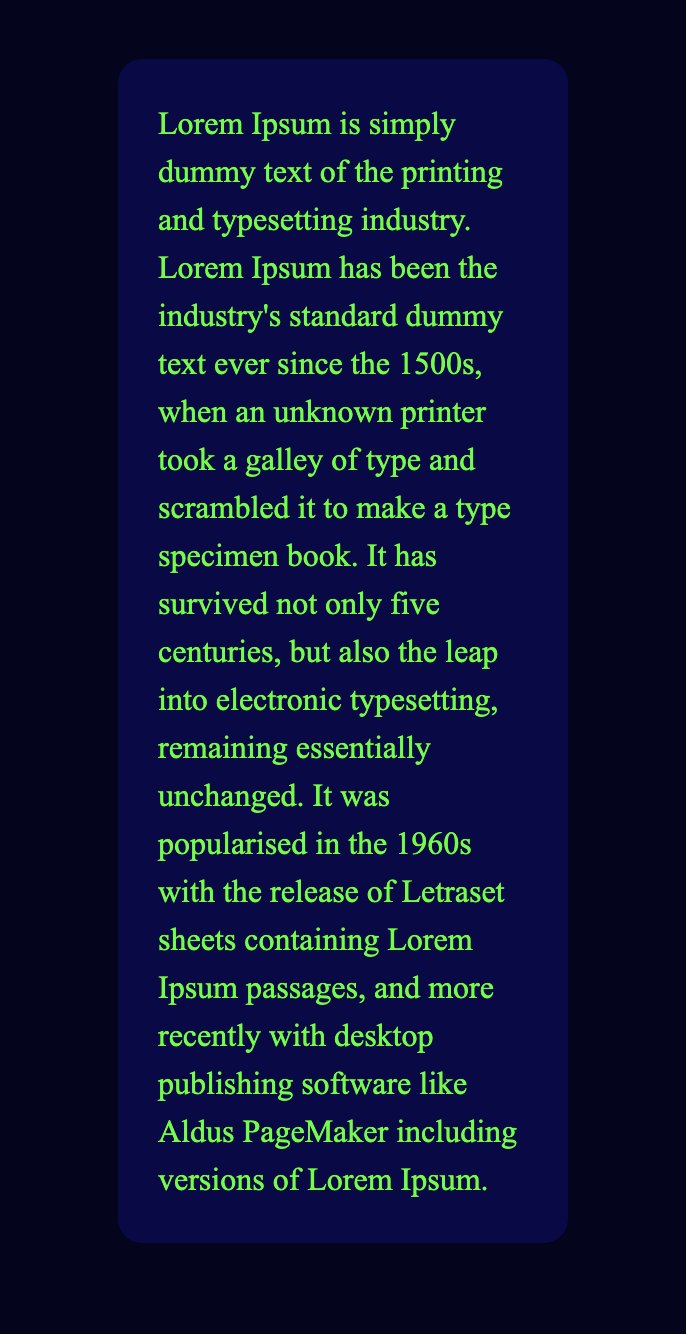 Lorem Ipsum is simply
dummy text of the printing
and typesetting industry.
Lorem Ipsum has been the
industry's standard dummy
text ever since the 1500s,
when an unknown printer
took a galley of type and
scrambled it to make a type
specimen book. It has
survived not only five
centuries, but also the leap
into electronic typesetting,
remaining essentially
unchanged. It was
popularised in the 1960s
with the release of Letraset
sheets containing Lorem
Ipsum passages, and more
recently with desktop
publishing software like
Aldus PageMaker including
versions of Lorem Ipsum.